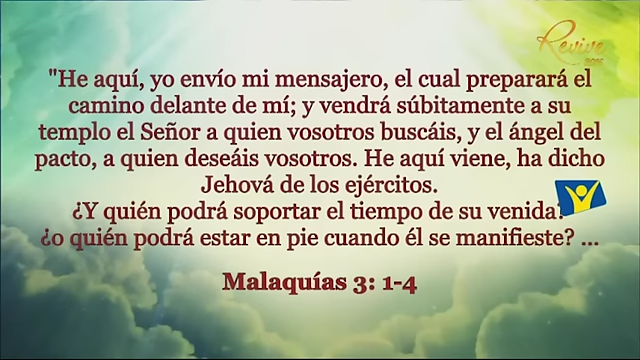 Revive
"He aquí, yo envío mi mensajero, el cual preparará el
camino delante de mí; y vendrá súbitamente a su
templo el Señor a quien vosotros buscáis, y el ángel del
pacto, a quien deseáis vosotros. He aquí viene, ha dicho
Jehová de los ejércitos.
¿Y quién podrá soportar el tiempo de su venida?
¿o quién podrá estar en pie cuando él se manifieste? ...
Malaquías 3: 1-4